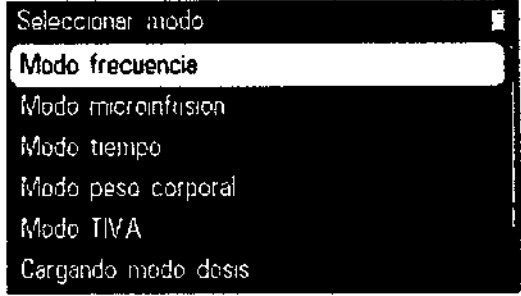 Seleccionar modo
Modo frecuencia
Modo microinfusion
Modo tiempo
Modo peso corporal
Modo TIVA
Cargando modo dosis